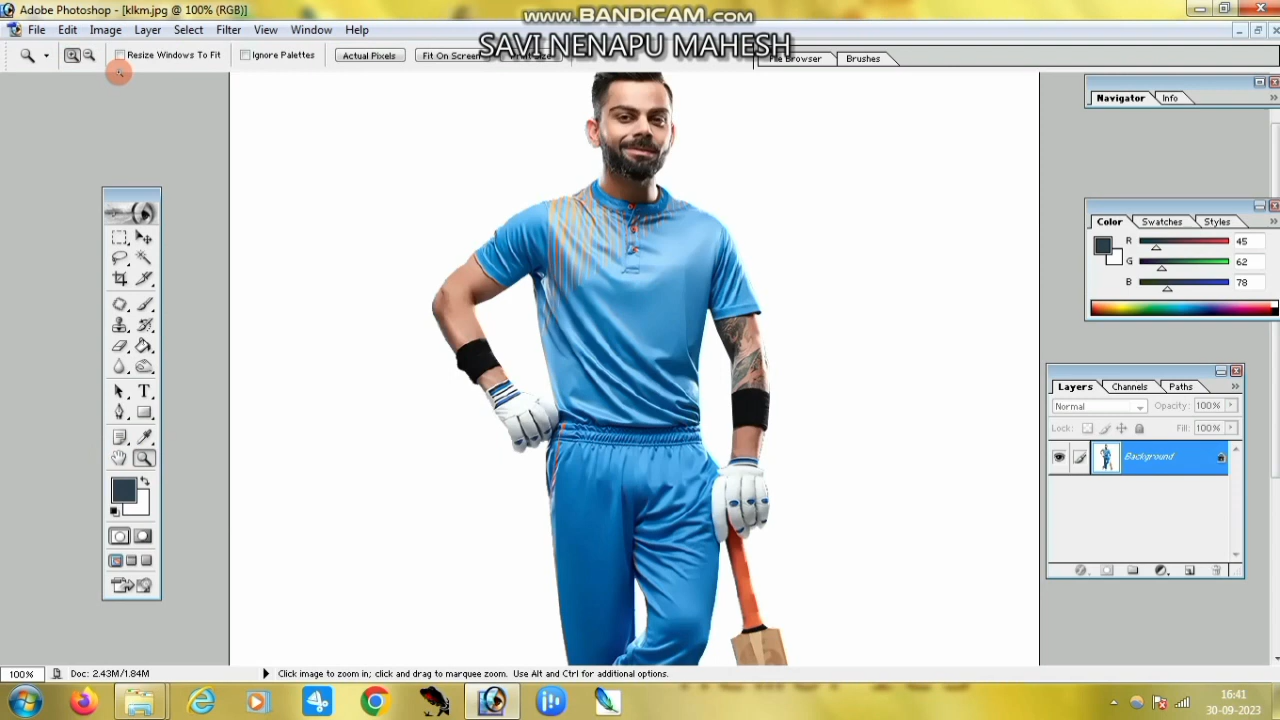 Adobe Photoshop - [klkm.jpg @ 100% (RGB)]
www.BANDICAM.com
File Edit Image Layer Select Filter View Window Help
SAVI NENAPU MAHESH
Resize Windows To Fit Ignore Palettes Actual Pixels Fit On Screen
File Browser Brushes
Navigator Info
Color Swatches Styles
R 45
G 62
B 78
Layers Channels Paths
Normal Opacity: 100%
Lock: Fill: 100%
Background
100% Doc: 2.43M/1.84M Click image to zoom in; click and drag to marquee zoom. Use Alt and Ctrl for additional options.
16:41
30-09-2023